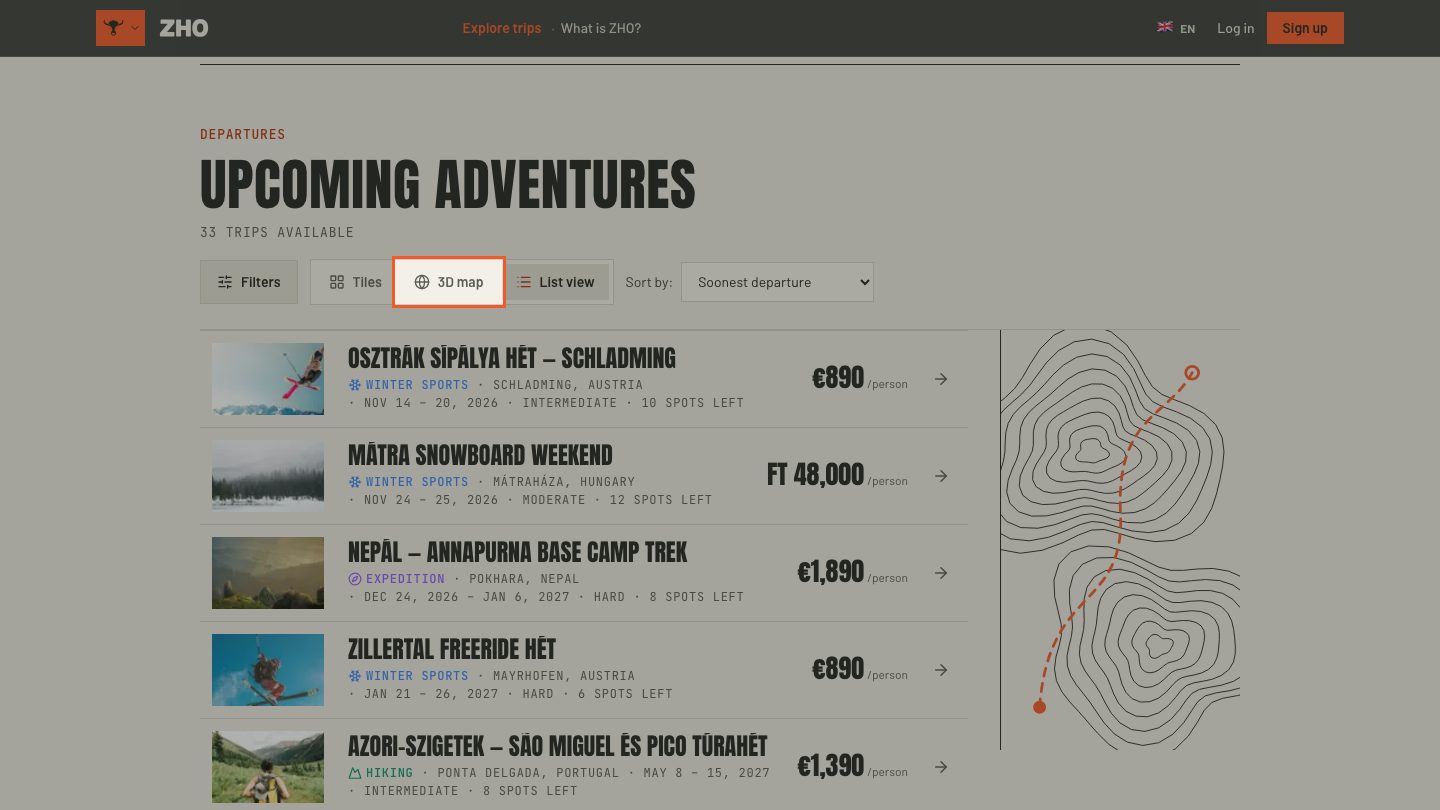 ZHO
Explore trips · What is ZHO?
EN
Log in
Sign up
DEPARTURES
UPCOMING ADVENTURES
33 TRIPS AVAILABLE
Filters
Tiles
3D map
List view
Sort by:
Soonest departure
OSZTRÁK SÍPÁLYA HÉT – SCHLADMING
WINTER SPORTS · SCHLADMING, AUSTRIA
· NOV 14 – 20, 2026 · INTERMEDIATE · 10 SPOTS LEFT
€890 /person
MÁTRA SNOWBOARD WEEKEND
WINTER SPORTS · MÁTRAHÁZA, HUNGARY
· NOV 24 – 25, 2026 · MODERATE · 12 SPOTS LEFT
FT 48,000 /person
NEPÁL – ANNAPURNA BASE CAMP TREK
EXPEDITION · POKHARA, NEPAL
· DEC 24, 2026 – JAN 6, 2027 · HARD · 8 SPOTS LEFT
€1,890 /person
ZILLERTAL FREERIDE HÉT
WINTER SPORTS · MAYRHOFEN, AUSTRIA
· JAN 21 – 26, 2027 · HARD · 6 SPOTS LEFT
€890 /person
AZORI-SZIGETEK – SÃO MIGUEL ÉS PICO TÚRAHÉT
HIKING · PONTA DELGADA, PORTUGAL · MAY 8 – 15, 2027
· INTERMEDIATE · 8 SPOTS LEFT
€1,390 /person